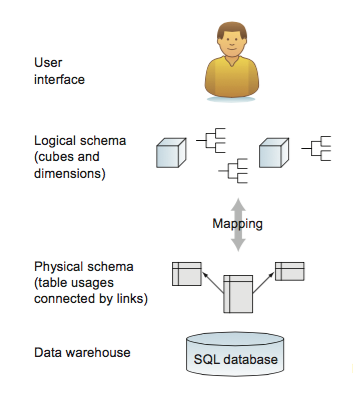 User
interface
Logical schema
(cubes and
dimensions)
Mapping
Physical schema
(table usages
connected by links)
Data warehouse
SQL database